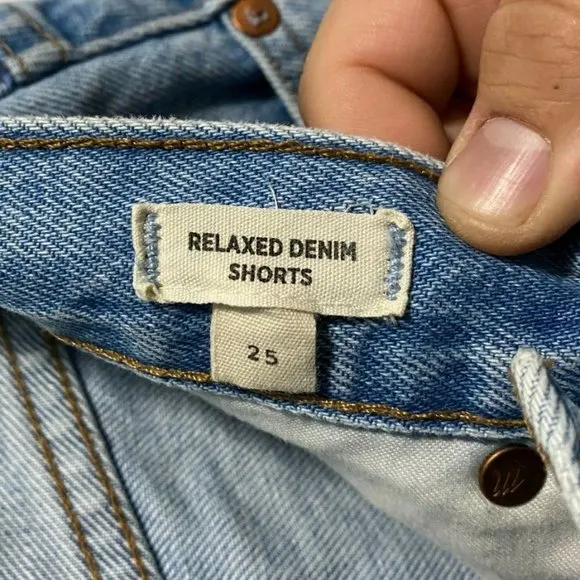 RELAXED DENIM
SHORTS
25
m